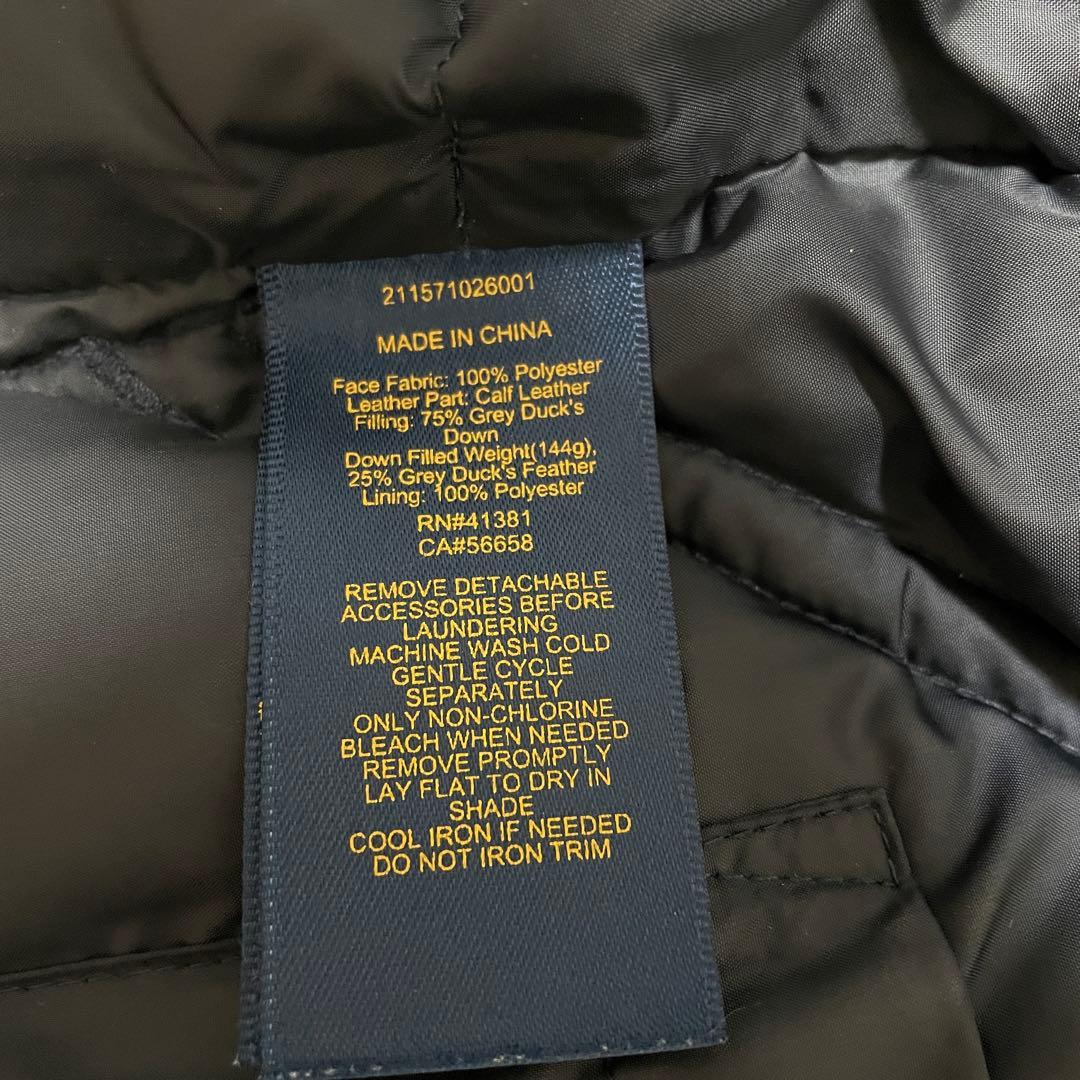 211571026001
MADE IN CHINA
Face Fabric: 100% Polyester
Leather Part: Calf Leather
Filling: 75% Grey Duck's
Down
Down Filled Weight(144g),
25% Grey Duck's Feather
Lining: 100% Polyester
RN#41381
CA#56658
REMOVE DETACHABLE
ACCESSORIES BEFORE
LAUNDERING
MACHINE WASH COLD
GENTLE CYCLE
SEPARATELY
ONLY NON-CHLORINE
BLEACH WHEN NEEDED
REMOVE PROMPTLY
LAY FLAT TO DRY IN
SHADE
COOL IRON IF NEEDED
DO NOT IRON TRIM